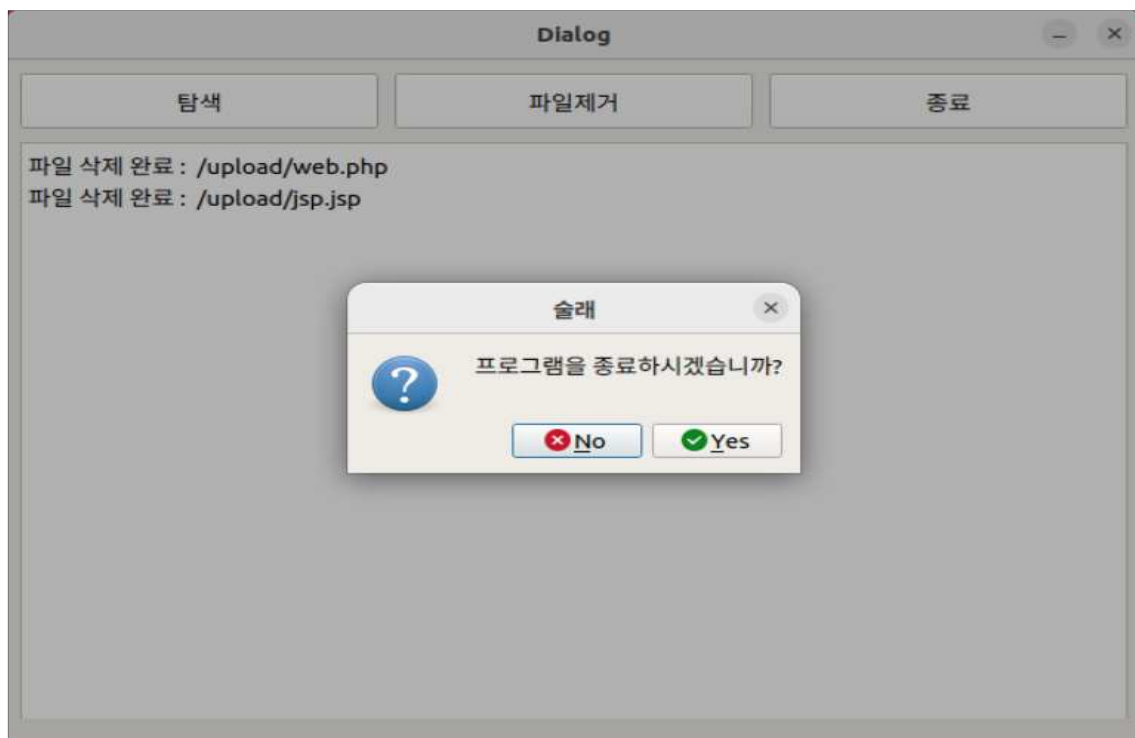 Dialog
탐색 파일제거 종료
파일 삭제 완료 : /upload/web.php
파일 삭제 완료 : /upload/jsp.jsp
술래
프로그램을 종료하시겠습니까?
No Yes